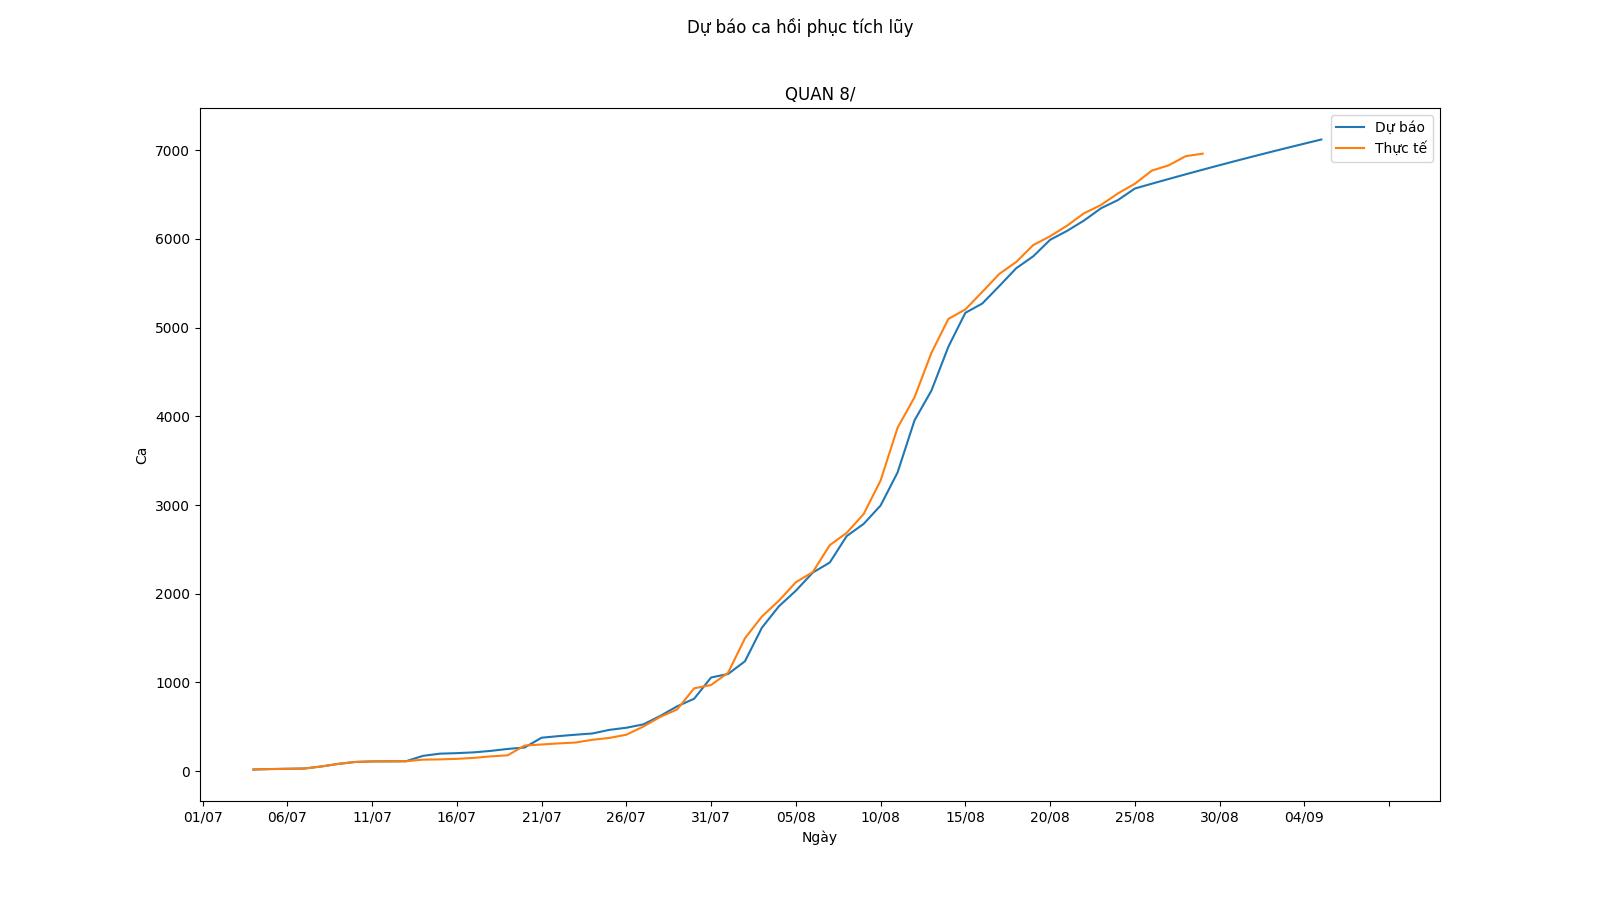 Dự báo ca hồi phục tích lũy
QUAN 8/
Dự báo
Thực tế
7000
6000
5000
4000
3000
2000
1000
0
Ca
01/07 06/07 11/07 16/07 21/07 26/07 31/07 05/08 10/08 15/08 20/08 25/08 30/08 04/09
Ngày